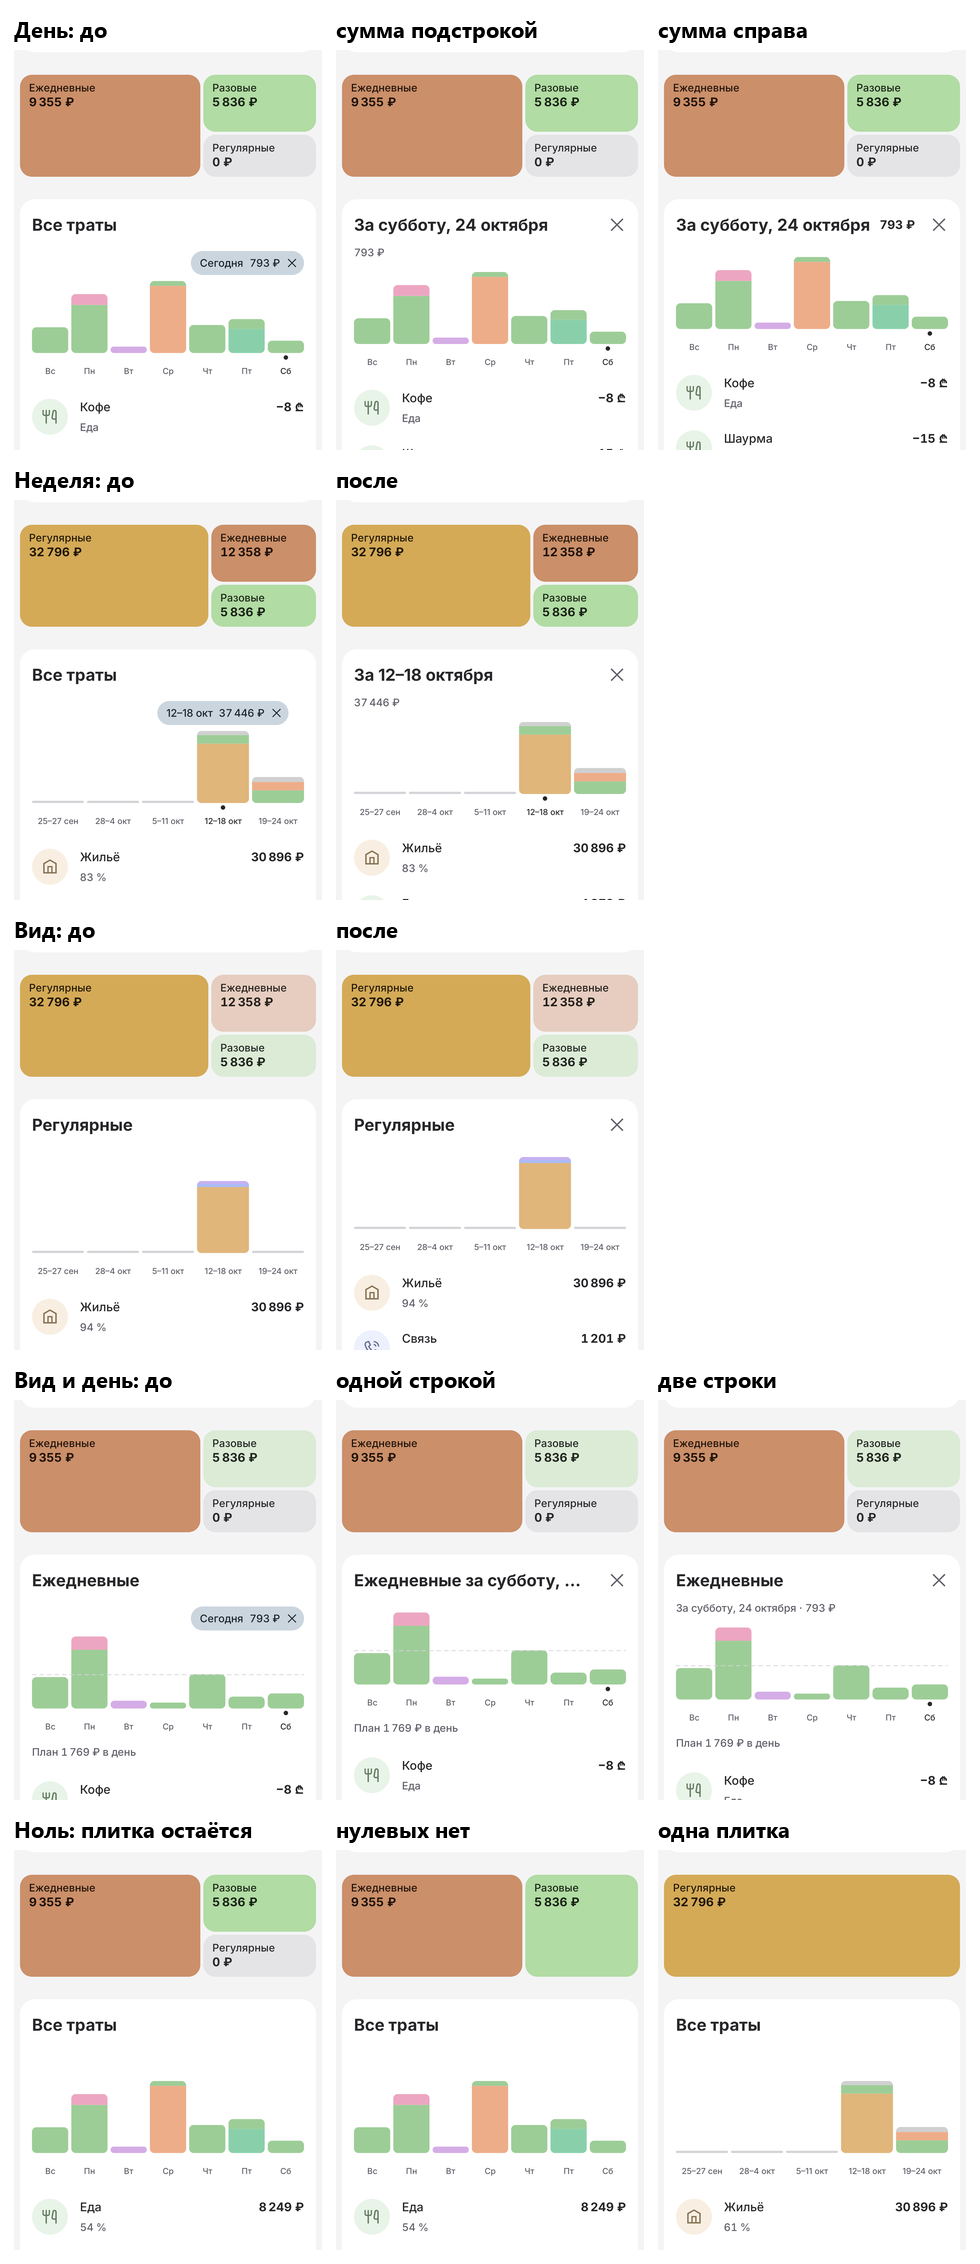 День: до
сумма подстрокой
сумма справа
Ежедневные
9 355 ₽
Разовые
5 836 ₽
Регулярные
0 ₽
Ежедневные
9 355 ₽
Разовые
5 836 ₽
Регулярные
0 ₽
Ежедневные
9 355 ₽
Разовые
5 836 ₽
Регулярные
0 ₽
Все траты
Сегодня 793 ₽
Вс Пн Вт Ср Чт Пт Сб
Кофе −8 ₾
Еда
За субботу, 24 октября
793 ₽
Вс Пн Вт Ср Чт Пт Сб
Кофе −8 ₾
Еда
За субботу, 24 октября 793 ₽
Вс Пн Вт Ср Чт Пт Сб
Кофе −8 ₾
Еда
Шаурма −15 ₾
Неделя: до
после
Регулярные
32 796 ₽
Ежедневные
12 358 ₽
Разовые
5 836 ₽
Регулярные
32 796 ₽
Ежедневные
12 358 ₽
Разовые
5 836 ₽
Все траты
12–18 окт 37 446 ₽
25–27 сен 28–4 окт 5–11 окт 12–18 окт 19–24 окт
Жильё 30 896 ₽
83 %
За 12–18 октября
37 446 ₽
25–27 сен 28–4 окт 5–11 окт 12–18 окт 19–24 окт
Жильё 30 896 ₽
83 %
Вид: до
после
Регулярные
32 796 ₽
Ежедневные
12 358 ₽
Разовые
5 836 ₽
Регулярные
32 796 ₽
Ежедневные
12 358 ₽
Разовые
5 836 ₽
Регулярные
25–27 сен 28–4 окт 5–11 окт 12–18 окт 19–24 окт
Жильё 30 896 ₽
94 %
Регулярные
25–27 сен 28–4 окт 5–11 окт 12–18 окт 19–24 окт
Жильё 30 896 ₽
94 %
Связь 1 201 ₽
Вид и день: до
одной строкой
две строки
Ежедневные
9 355 ₽
Разовые
5 836 ₽
Регулярные
0 ₽
Ежедневные
9 355 ₽
Разовые
5 836 ₽
Регулярные
0 ₽
Ежедневные
9 355 ₽
Разовые
5 836 ₽
Регулярные
0 ₽
Ежедневные
Сегодня 793 ₽
Вс Пн Вт Ср Чт Пт Сб
План 1 769 ₽ в день
Кофе −8 ₾
Ежедневные за субботу, ...
Вс Пн Вт Ср Чт Пт Сб
План 1 769 ₽ в день
Кофе −8 ₾
Еда
Ежедневные
За субботу, 24 октября · 793 ₽
Вс Пн Вт Ср Чт Пт Сб
План 1 769 ₽ в день
Кофе −8 ₾
Ноль: плитка остаётся
нулевых нет
одна плитка
Ежедневные
9 355 ₽
Разовые
5 836 ₽
Регулярные
0 ₽
Ежедневные
9 355 ₽
Разовые
5 836 ₽
Регулярные
32 796 ₽
Все траты
Вс Пн Вт Ср Чт Пт Сб
Еда 8 249 ₽
54 %
Все траты
Вс Пн Вт Ср Чт Пт Сб
Еда 8 249 ₽
54 %
Все траты
25–27 сен 28–4 окт 5–11 окт 12–18 окт 19–24 окт
Жильё 30 896 ₽
61 %